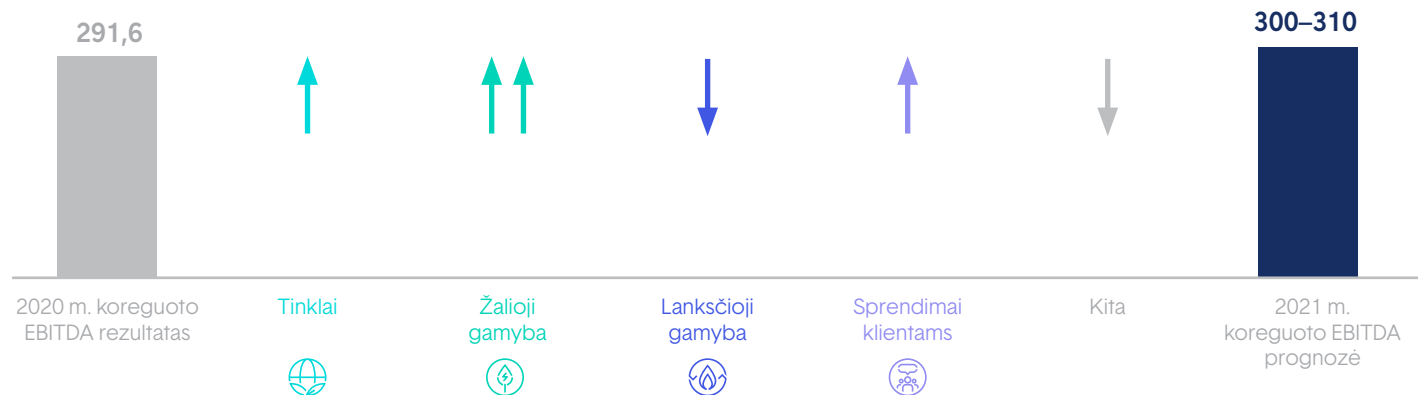 291,6
300–310
2020 m. koreguoto
EBITDA rezultatas
Tinklai
Žalioji
gamyba
Lanksčioji
gamyba
Sprendimai
klientams
Kita
2021 m.
koreguoto EBITDA
prognozė